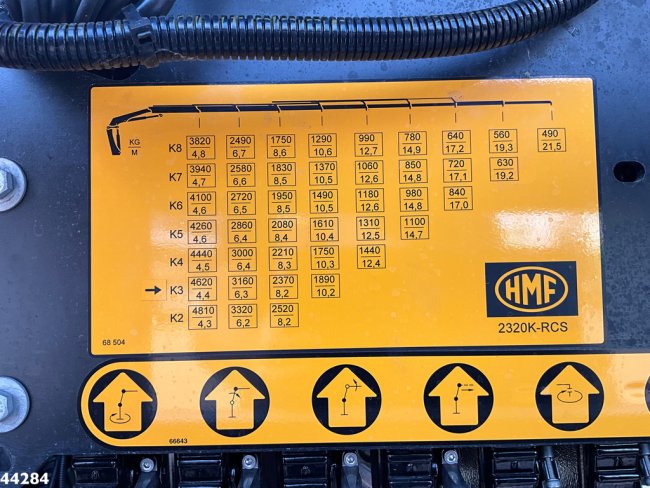 KG
M
K8 3820 2490 1750 1290 990 780 640 560 490
4,8 6,7 8,6 10,6 12,7 14,9 17,2 19,3 21,5
K7 3940 2580 1830 1370 1060 850 720 630
4,7 6,6 8,5 10,5 12,6 14,8 17,1 19,2
K6 4100 2720 1950 1490 1180 980 840
4,6 6,5 8,5 10,5 12,6 14,8 17,0
K5 4260 2860 2080 1610 1310 1100
4,6 6,4 8,4 10,4 12,5 14,7
K4 4440 3000 2210 1750 1440
4,5 6,4 8,3 10,3 12,4
K3 4620 3160 2370 1890
4,4 6,3 8,2 10,2
K2 4810 3320 2520
4,3 6,2 8,2
HMF
2320K-RCS
68 504
66643
44284